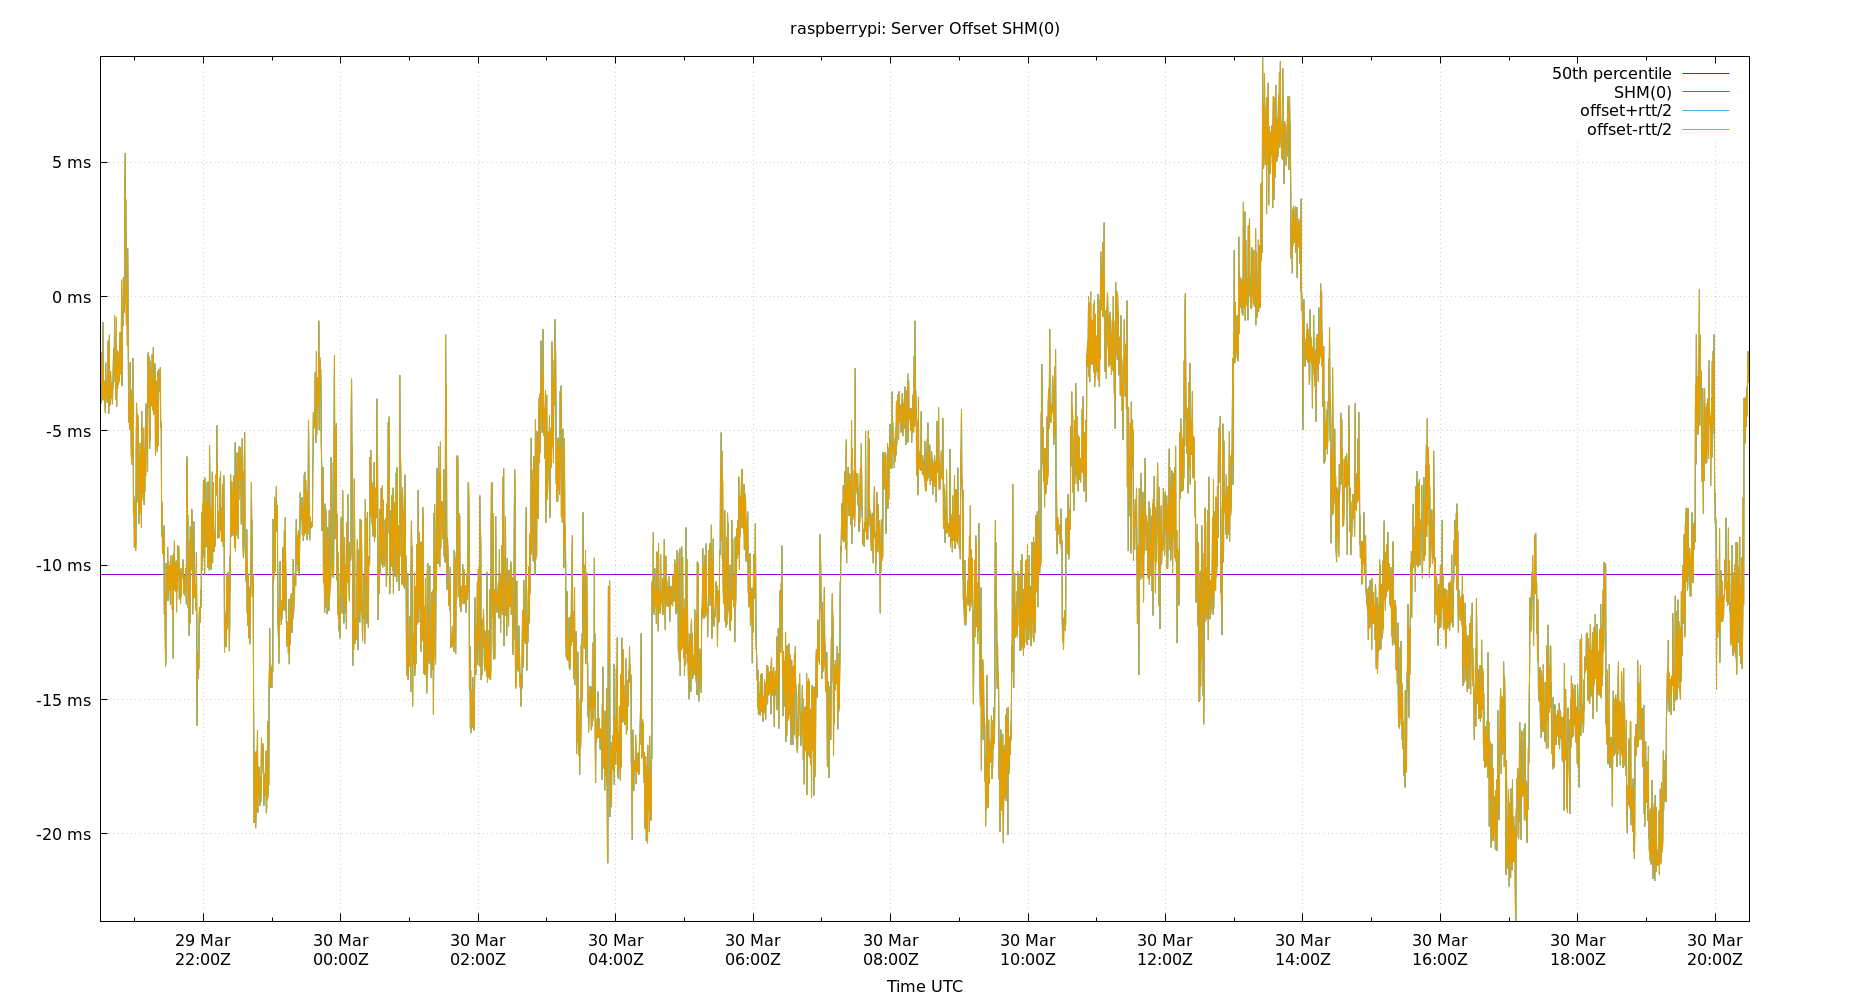 raspberrypi: Server Offset SHM(0)
50th percentile
SHM(0)
offset+rtt/2
offset-rtt/2
5 ms
0 ms
-5 ms
-10 ms
-15 ms
-20 ms
29 Mar 30 Mar 30 Mar 30 Mar 30 Mar 30 Mar 30 Mar 30 Mar 30 Mar 30 Mar 30 Mar 30 Mar
22:00Z 00:00Z 02:00Z 04:00Z 06:00Z 08:00Z 10:00Z 12:00Z 14:00Z 16:00Z 18:00Z 20:00Z
Time UTC